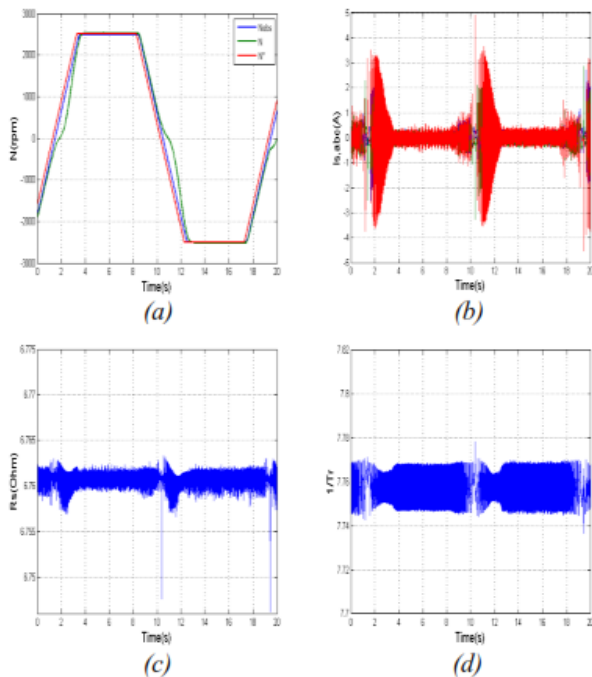 3000
2000
1000
0
-1000
-2000
-3000
N(rpm)
Nobs
N
N*
0 2 4 6 8 10 12 14 16 18 20
Time(s)
(a)
5
4
3
2
1
0
-1
-2
-3
-4
-5
Is,abc(A)
0 2 4 6 8 10 12 14 16 18 20
Time(s)
(b)
6.775
6.77
6.765
6.76
6.755
6.75
Rs(Ohm)
0 2 4 6 8 10 12 14 16 18 20
Time(s)
(c)
7.82
7.8
7.78
7.76
7.74
7.72
7.7
1/Tr
0 2 4 6 8 10 12 14 16 18 20
Time(s)
(d)